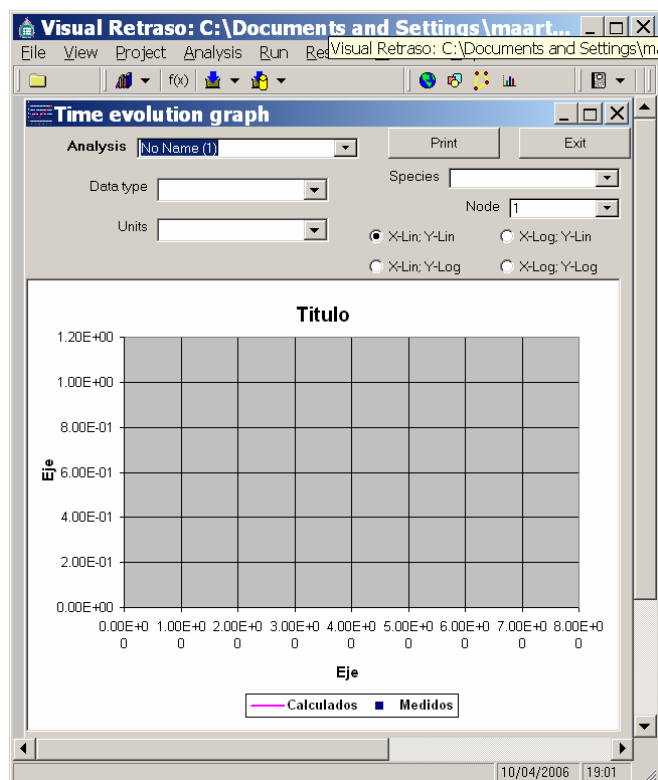 Visual Retraso: C:\Documents and Settings\maart...
File View Project Analysis Run Res
Visual Retraso: C:\Documents and Settings\ma
f(x)
Time evolution graph
Analysis No Name (1)
Print Exit
Data type
Species
Node 1
Units
X-Lin; Y-Lin X-Log; Y-Lin
X-Lin; Y-Log X-Log; Y-Log
Titulo
1.20E+00
1.00E+00
8.00E-01
6.00E-01
4.00E-01
2.00E-01
0.00E+00
Eje
0.00E+0 1.00E+0 2.00E+0 3.00E+0 4.00E+0 5.00E+0 6.00E+0 7.00E+0 8.00E+0
0 0 0 0 0 0 0 0 0
Eje
Calculados Medidos
10/04/2006 19:01